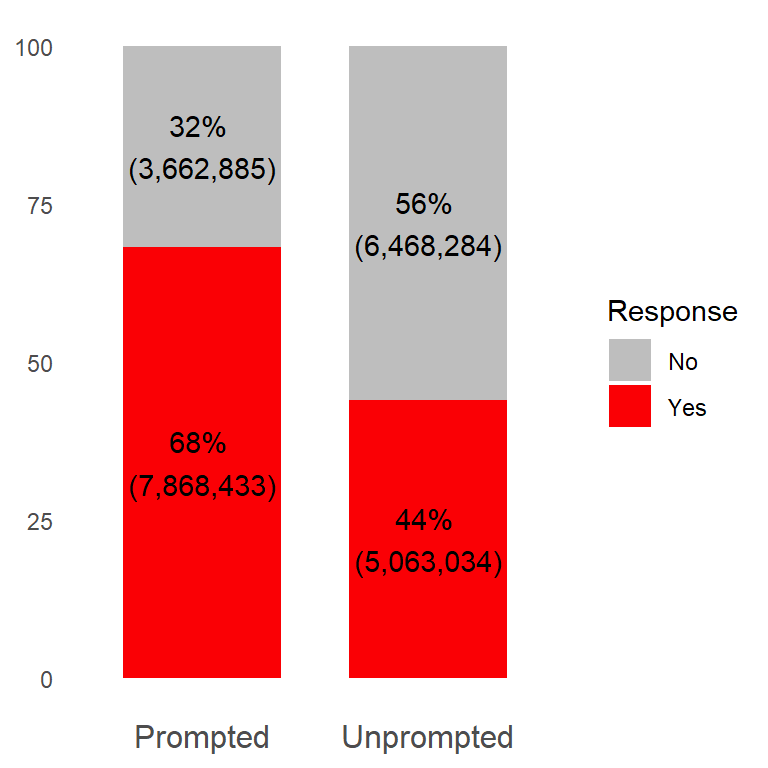 100
75
50
25
0
32%
(3,662,885)
68%
(7,868,433)
56%
(6,468,284)
44%
(5,063,034)
Prompted
Unprompted
Response
No
Yes